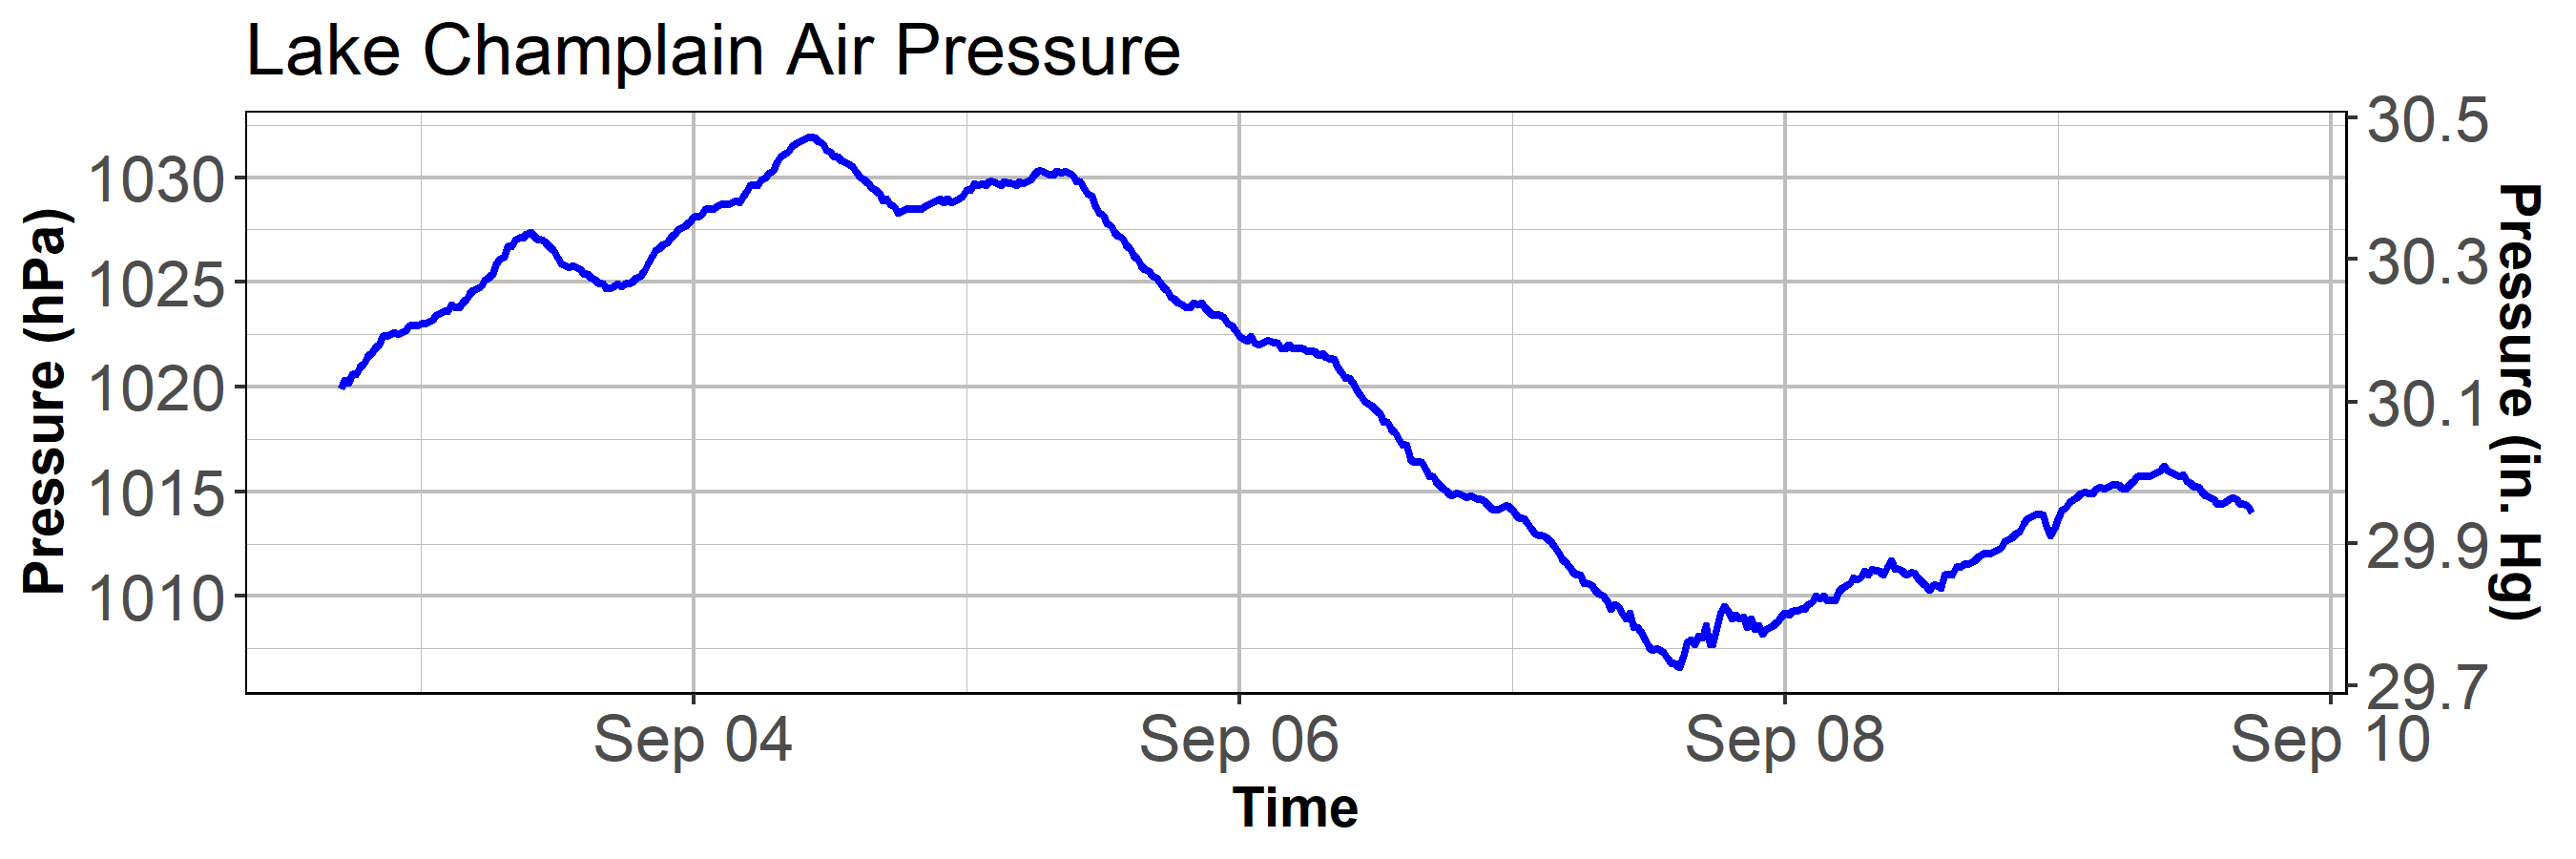 Lake Champlain Air Pressure
Pressure (hPa)
1030
1025
1020
1015
1010
30.5
30.3
30.1
29.9
29.7
Pressure (in. Hg)
Sep 04
Sep 06
Sep 08
Sep 10
Time